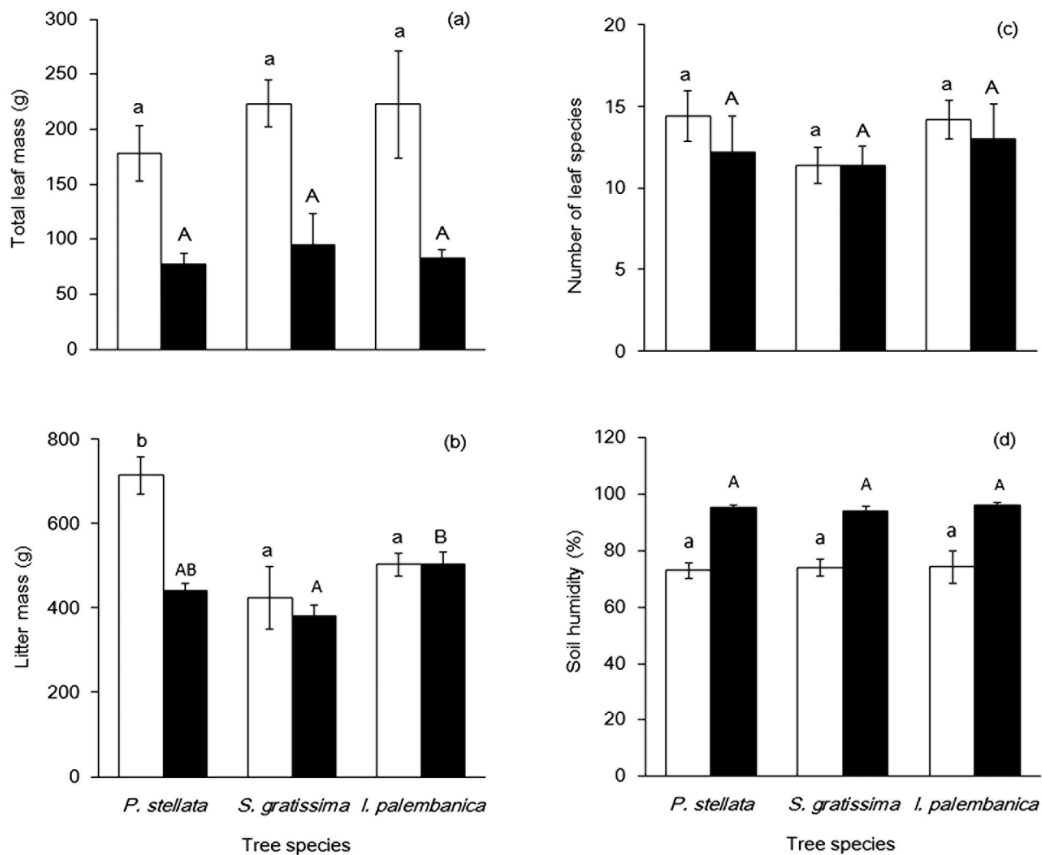 (a)
Total leaf mass (g)
300
250
200
150
100
50
0
a
A
a
A
a
A
(c)
Number of leaf species
20
15
10
5
0
a
A
a
A
a
A
(b)
Litter mass (g)
800
600
400
200
0
b
AB
a
A
a
B
P. stellata
S. gratissima
I. palembanica
Tree species
(d)
Soil humidity (%)
120
100
80
60
40
20
0
a
A
a
A
a
A
P. stellata
S. gratissima
I. palembanica
Tree species